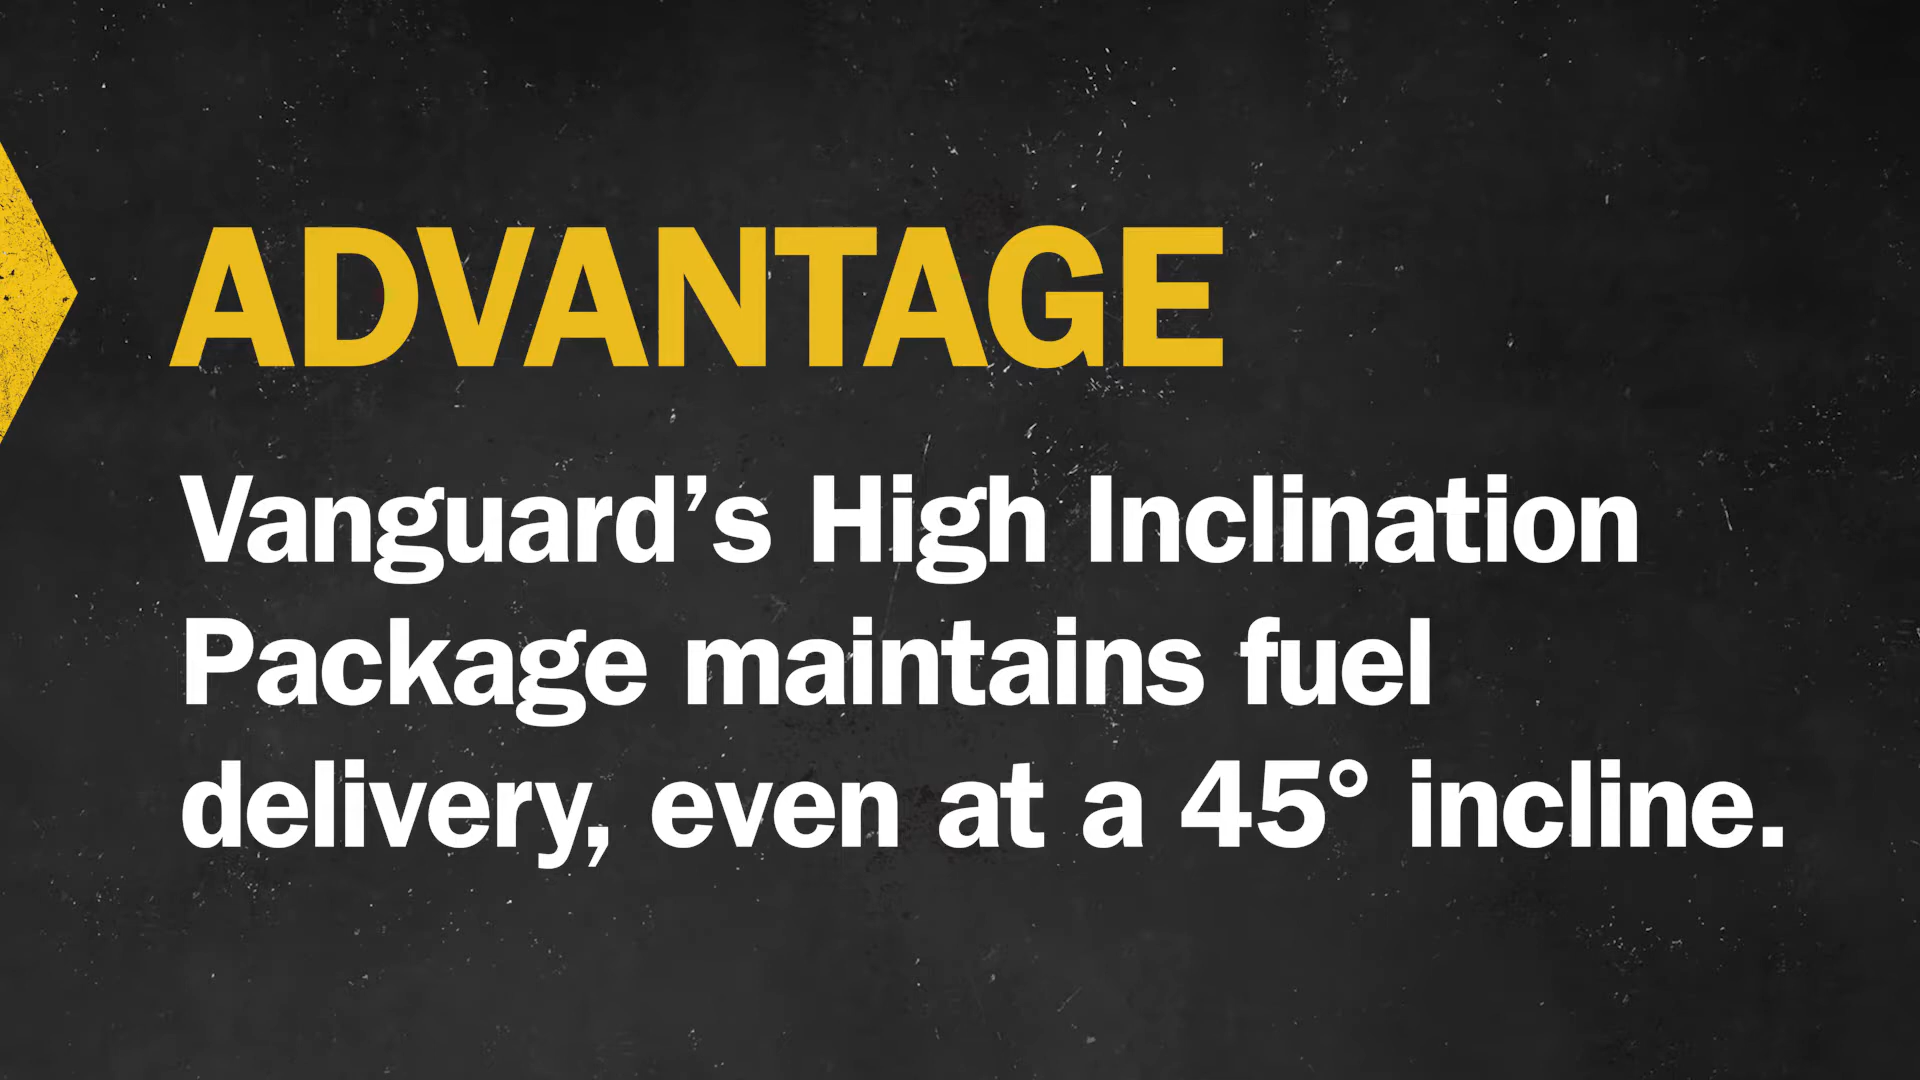 ADVANTAGE
Vanguard’s High Inclination
Package maintains fuel
delivery, even at a 45° incline.